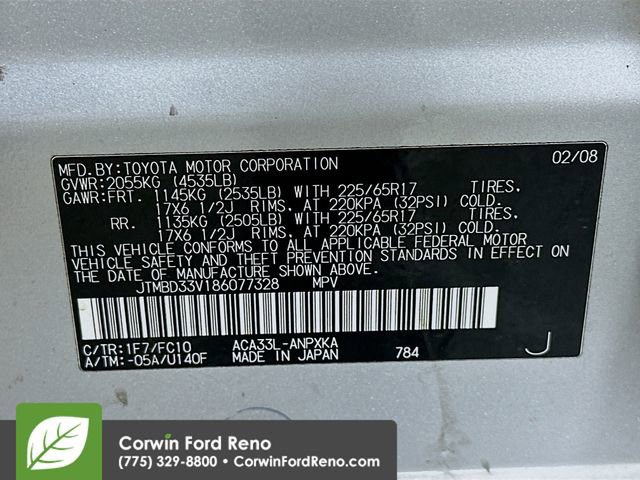 MFD.BY:TOYOTA MOTOR CORPORATION 02/08
GVWR:2055KG (4535LB)
GAWR:FRT. 1145KG (2535LB) WITH 225/65R17 TIRES.
17X6 1/2J RIMS. AT 220KPA (32PSI) COLD.
RR. 1135KG (2505LB) WITH 225/65R17 TIRES.
17X6 1/2J RIMS. AT 220KPA (32PSI) COLD.
THIS VEHICLE CONFORMS TO ALL APPLICABLE FEDERAL MOTOR
VEHICLE SAFETY AND THEFT PREVENTION STANDARDS IN EFFECT ON
THE DATE OF MANUFACTURE SHOWN ABOVE.
JTMBD33V186077328 MPV
C/TR:1F7/FC10 ACA33L-ANPXKA
A/TM:-05A/U140F MADE IN JAPAN 784 J
Corwin Ford Reno
(775) 329-8800 • CorwinFordReno.com